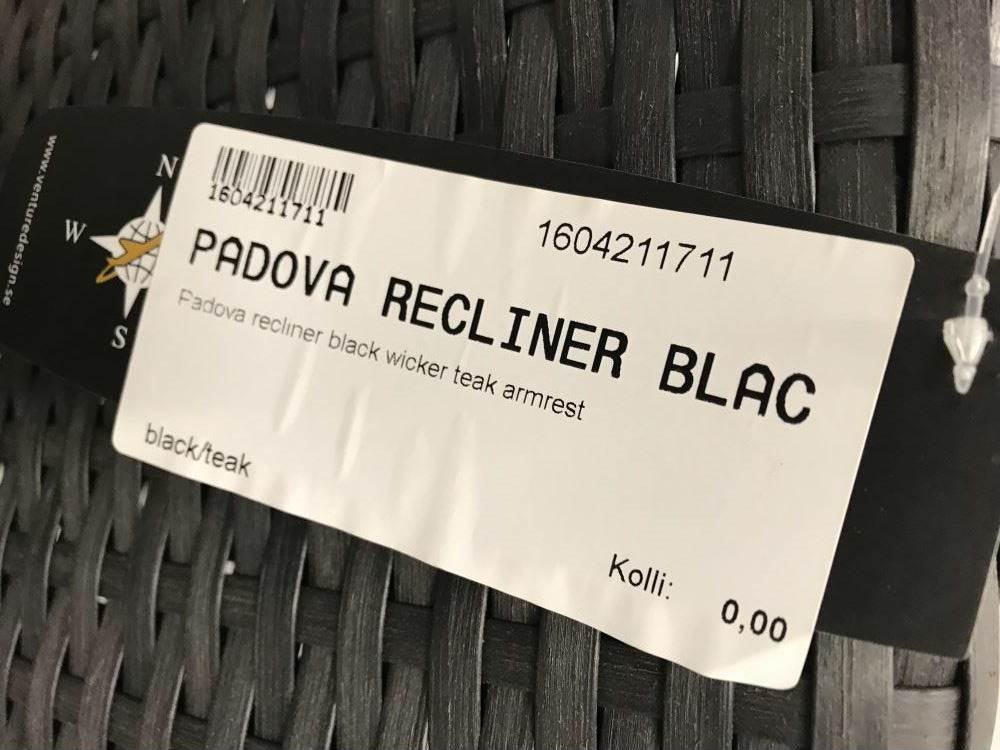 www.venturedesign.se
N
W
S
1604211711
1604211711
PADOVA RECLINER BLAC
Padova recliner black wicker teak armrest
black/teak
Kolli: 0,00